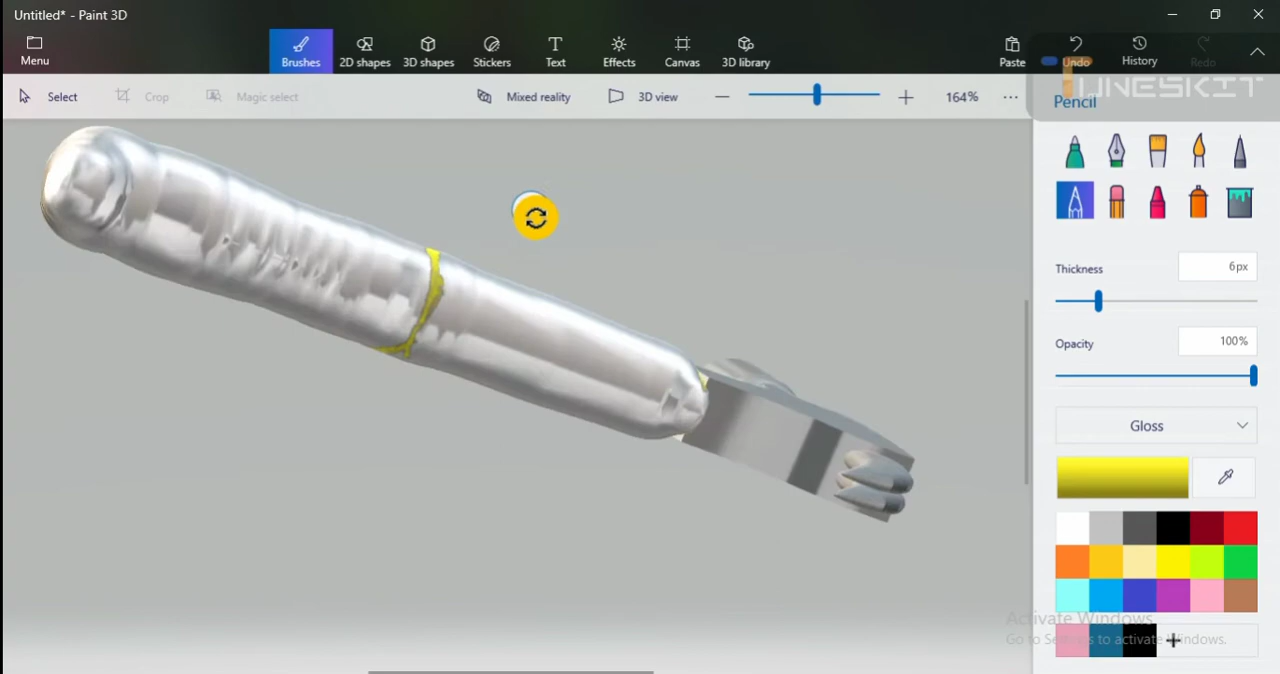 Untitled* - Paint 3D
Menu
Brushes
2D shapes
3D shapes
Stickers
Text
Effects
Canvas
3D library
Paste
Undo
History
Redo
Select
Crop
Magic select
Mixed reality
3D view
164%
UNESKIT
Pencil
Thickness
6px
Opacity
100%
Gloss
Activate Windows
Go to Settings to activate Windows.